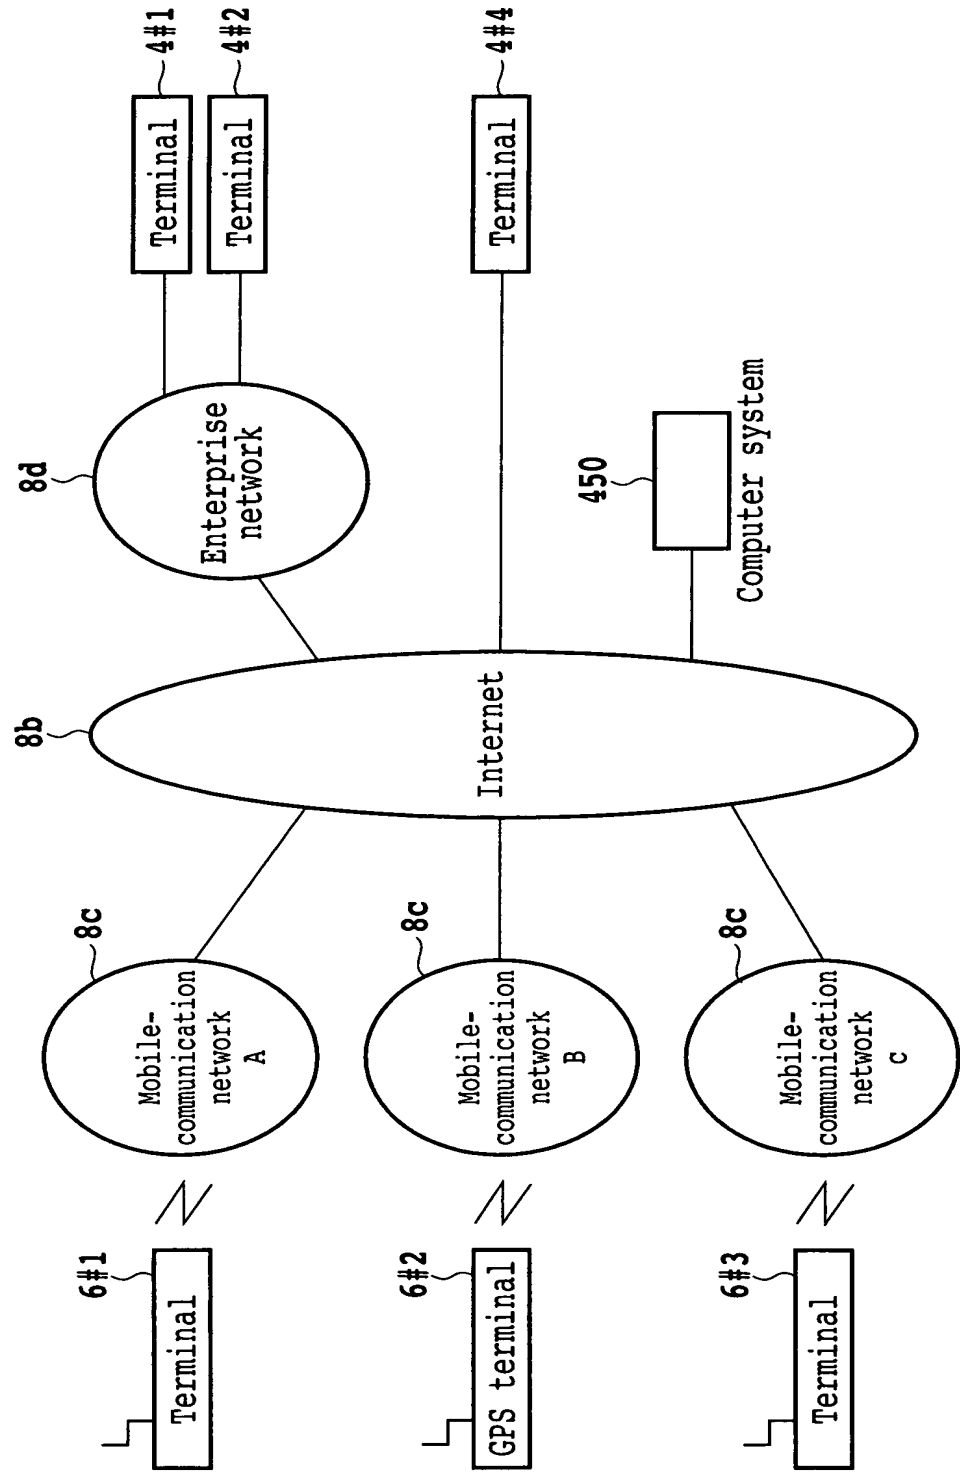 6#1
Terminal
8c
Mobile-
communication
network
A
8b
8d
Enterprise
network
4#1
Terminal
4#2
Terminal
6#2
GPS terminal
8c
Mobile-
communication
network
B
Internet
4#4
Terminal
6#3
Terminal
8c
Mobile-
communication
network
C
450
Computer system